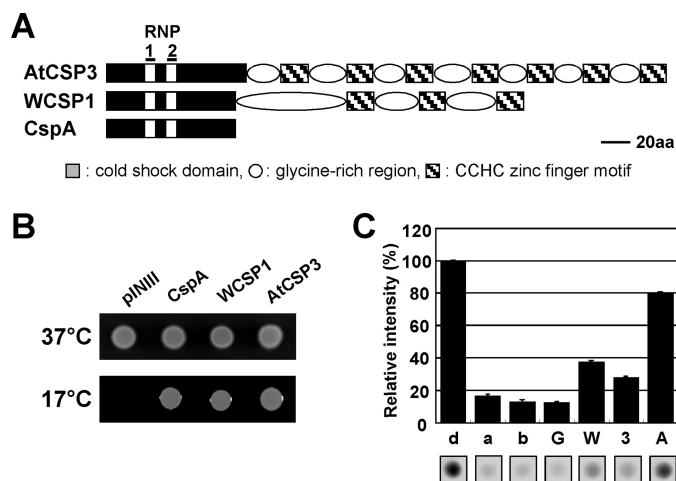 A
RNP
1 2
AtCSP3
WCSP1
CspA
20aa
: cold shock domain, : glycine-rich region, : CCHC zinc finger motif
B
pINIII CspA WCSP1 AtCSP3
37°C
17°C
C
Relative intensity (%)
120
100
80
60
40
20
0
d a b G W 3 A